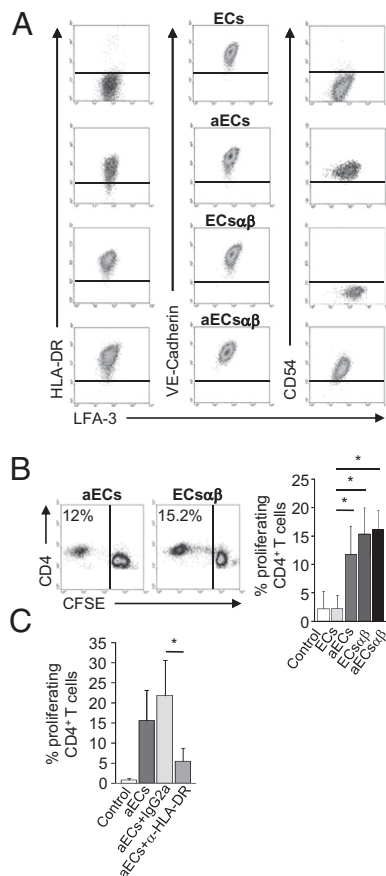 A
ECs
aECs
ECsαβ
aECsαβ
HLA-DR
VE-Cadherin
CD54
LFA-3
B
aECs
ECsαβ
12%
15.2%
CD4
CFSE
% proliferating
CD4+ T cells
25
20
15
10
5
0
*
*
*
Control
ECs
aECs
ECsαβ
aECsαβ
C
% proliferating
CD4+ T cells
35
30
25
20
15
10
5
0
*
Control
aECs
aECs+IgG2a
aECs+α-HLA-DR